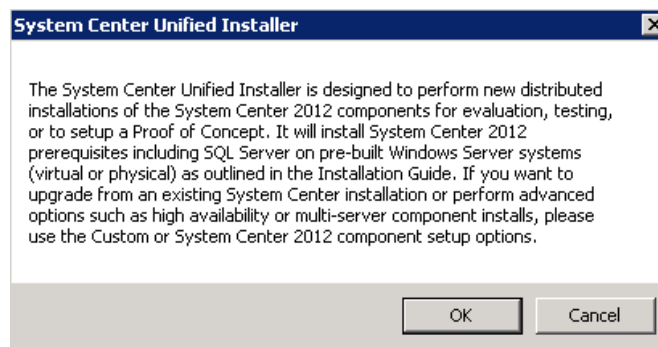 System Center Unified Installer
The System Center Unified Installer is designed to perform new distributed
installations of the System Center 2012 components for evaluation, testing,
or to setup a Proof of Concept. It will install System Center 2012
prerequisites including SQL Server on pre-built Windows Server systems
(virtual or physical) as outlined in the Installation Guide. If you want to
upgrade from an existing System Center installation or perform advanced
options such as high availability or multi-server component installs, please
use the Custom or System Center 2012 component setup options.
OK
Cancel